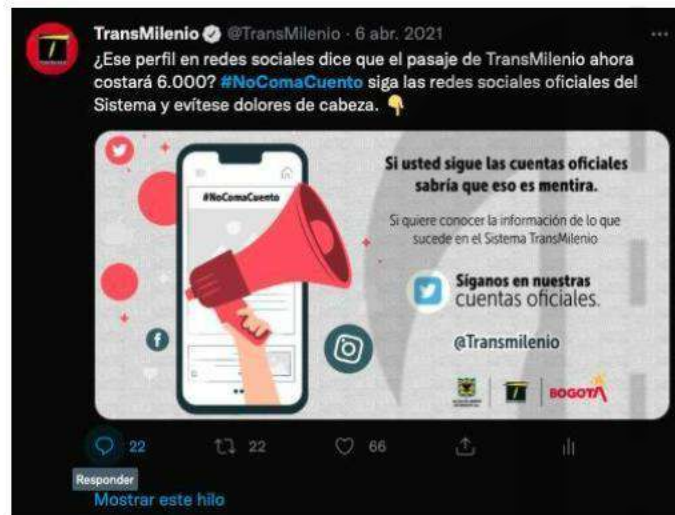 TransMilenio @TransMilenio · 6 abr. 2021
¿Ese perfil en redes sociales dice que el pasaje de TransMilenio ahora
costará 6.000? #NoComaCuento siga las redes sociales oficiales del
Sistema y evítese dolores de cabeza. 👇
#NoComaCuento
Si usted sigue las cuentas oficiales
sabría que eso es mentira.
Si quiere conocer la información de lo que
sucede en el Sistema TransMilenio
Síganos en nuestras
cuentas oficiales.
@Transmilenio
BOGOTÁ
22
22
66
Responder
Mostrar este hilo